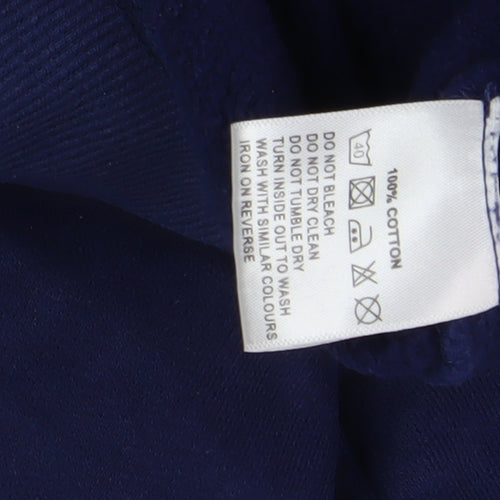 100% COTTON
40
DO NOT BLEACH
DO NOT DRY CLEAN
DO NOT TUMBLE DRY
TURN INSIDE OUT TO WASH
WASH WITH SIMILAR COLOURS
IRON ON REVERSE